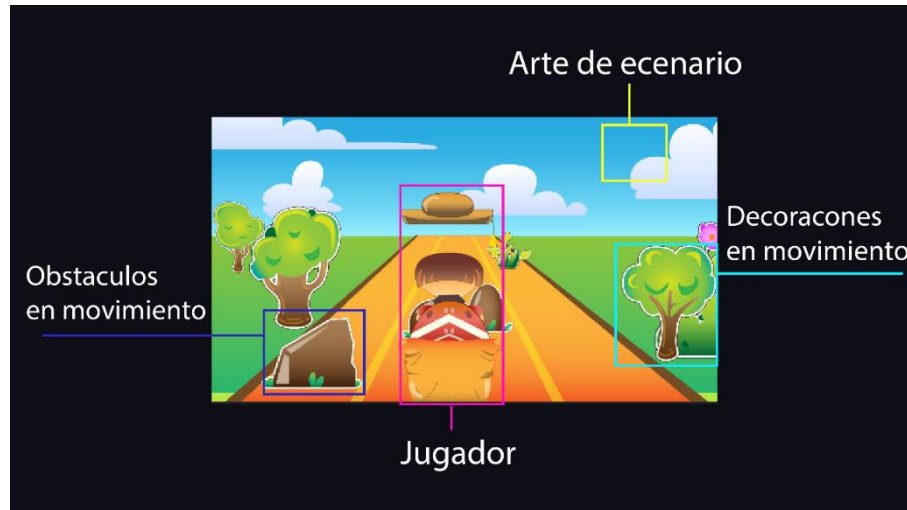 Arte de ecenario
Decoracones
en movimiento
Obstaculos
en movimiento
Jugador